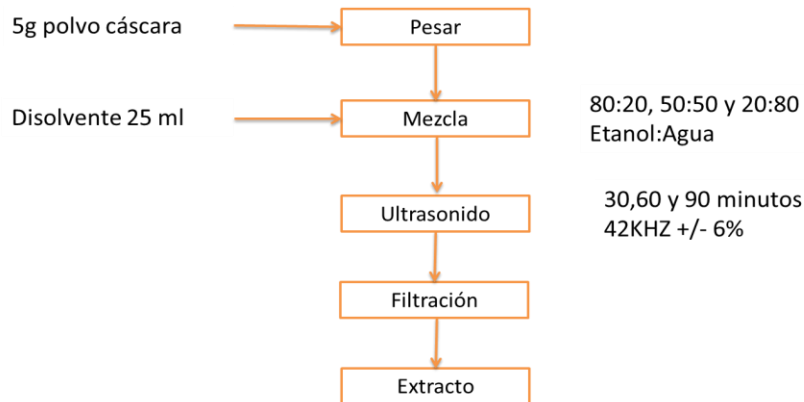 5g polvo cáscara
Pesar
Disolvente 25 ml
Mezcla
80:20, 50:50 y 20:80
Etanol:Agua
Ultrasonido
30,60 y 90 minutos
42KHZ +/- 6%
Filtración
Extracto